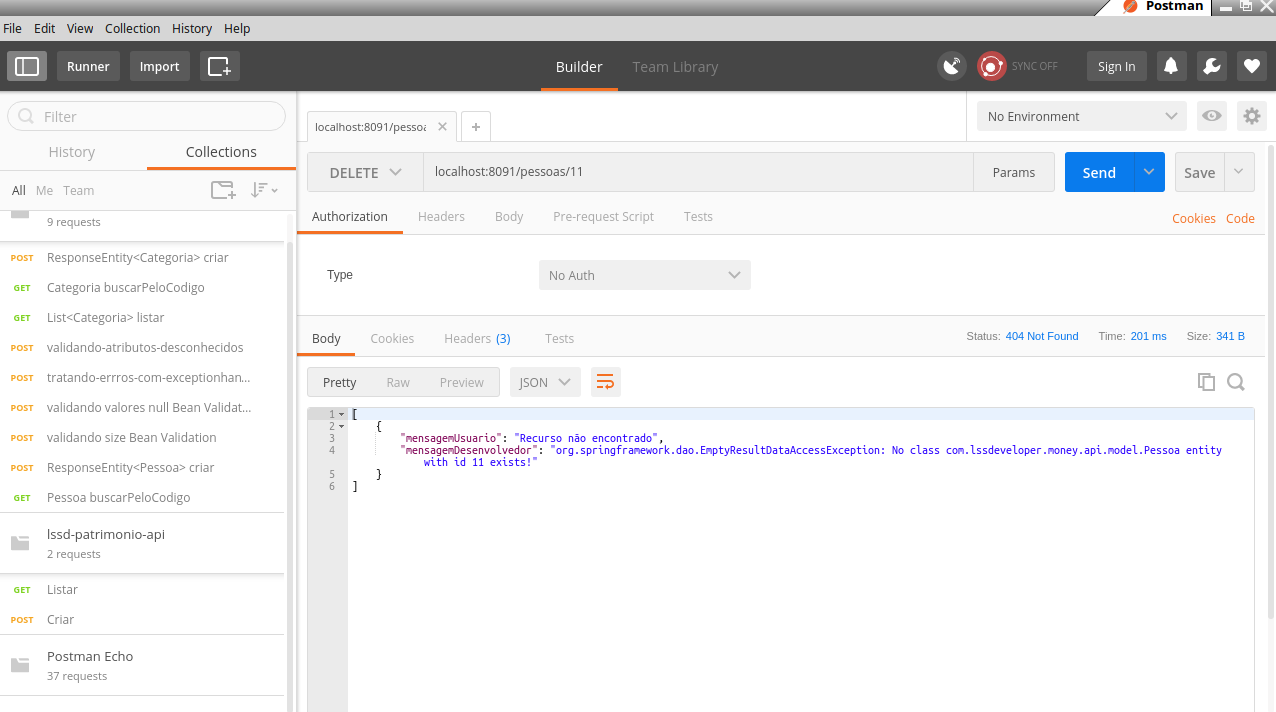 Postman
File Edit View Collection History Help
Runner Import Builder Team Library SYNC OFF Sign In
Filter
History Collections
All Me Team
9 requests
POST ResponseEntity<Categoria> criar
GET Categoria buscarPeloCodigo
GET List<Categoria> listar
POST validando-atributos-desconhecidos
POST tratando-errros-com-exceptionhan...
POST validando valores null Bean Validat...
POST validando size Bean Validation
POST ResponseEntity<Pessoa> criar
GET Pessoa buscarPeloCodigo
lssd-patrimonio-api
2 requests
GET Listar
POST Criar
Postman Echo
37 requests
localhost:8091/pessoa
No Environment
DELETE localhost:8091/pessoas/11 Params Send Save
Authorization Headers Body Pre-request Script Tests Cookies Code
Type No Auth
Body Cookies Headers (3) Tests Status: 404 Not Found Time: 201 ms Size: 341 B
Pretty Raw Preview JSON
1 [
2 {
3 "mensagemUsuario": "Recurso não encontrado",
4 "mensagemDesenvolvedor": "org.springframework.dao.EmptyResultDataAccessException: No class com.lssdeveloper.money.api.model.Pessoa entity
with id 11 exists!"
5 }
6 ]